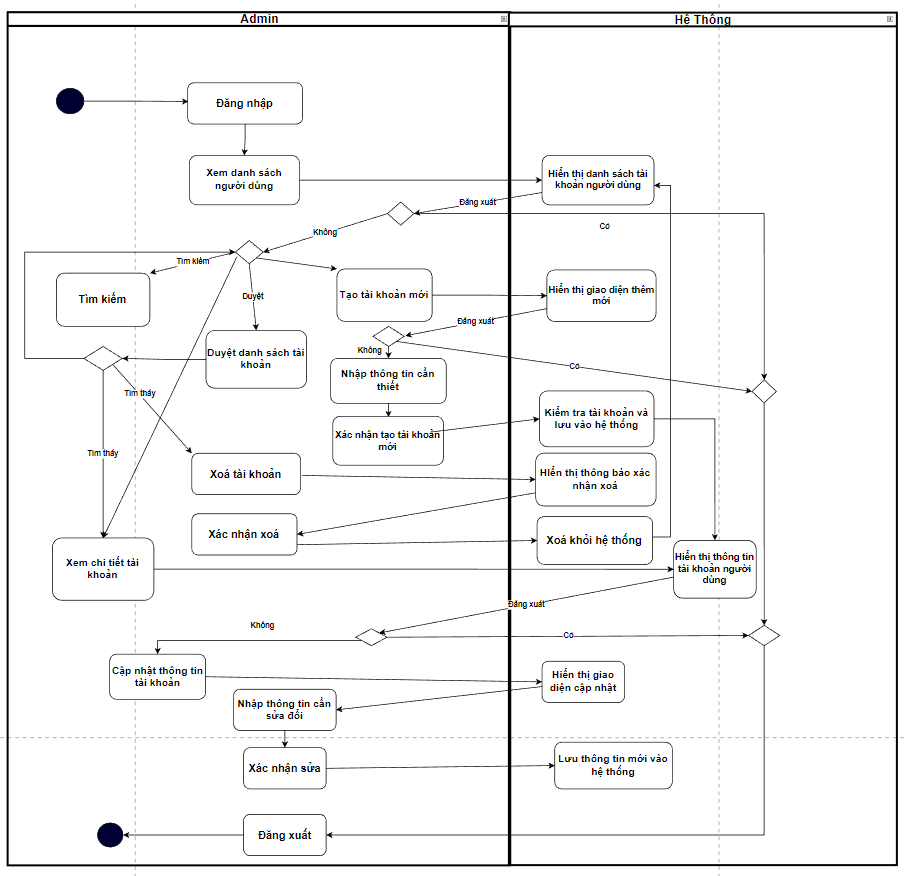 Admin
Hệ Thống
Đăng nhập
Xem danh sách
người dùng
Hiển thị danh sách tài
khoản người dùng
Đăng xuất
Có
Không
Tìm kiếm
Tìm kiếm
Duyệt
Tạo tài khoản mới
Hiển thị giao diện thêm
mới
Đăng xuất
Không
Có
Duyệt danh sách tài
khoản
Nhập thông tin cần
thiết
Tìm thấy
Xác nhận tạo tài khoản
mới
Kiểm tra tài khoản và
lưu vào hệ thống
Tìm thấy
Xoá tài khoản
Hiển thị thông báo xác
nhận xoá
Xác nhận xoá
Xoá khỏi hệ thống
Xem chi tiết tài
khoản
Hiển thị thông tin
tài khoản người
dùng
Đăng xuất
Không
Có
Cập nhật thông tin
tài khoản
Hiển thị giao
diện cập nhật
Nhập thông tin cần
sửa đổi
Xác nhận sửa
Lưu thông tin mới vào
hệ thống
Đăng xuất